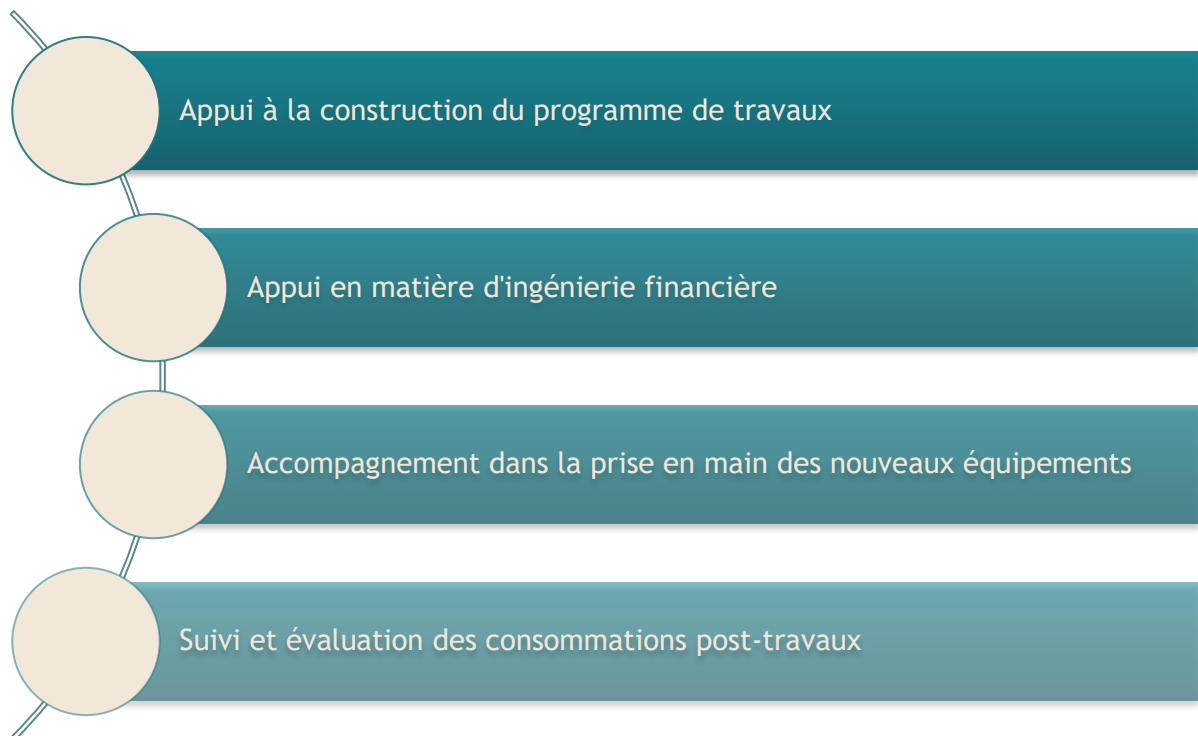 Appui à la construction du programme de travaux
Appui en matière d'ingénierie financière
Accompagnement dans la prise en main des nouveaux équipements
Suivi et évaluation des consommations post-travaux